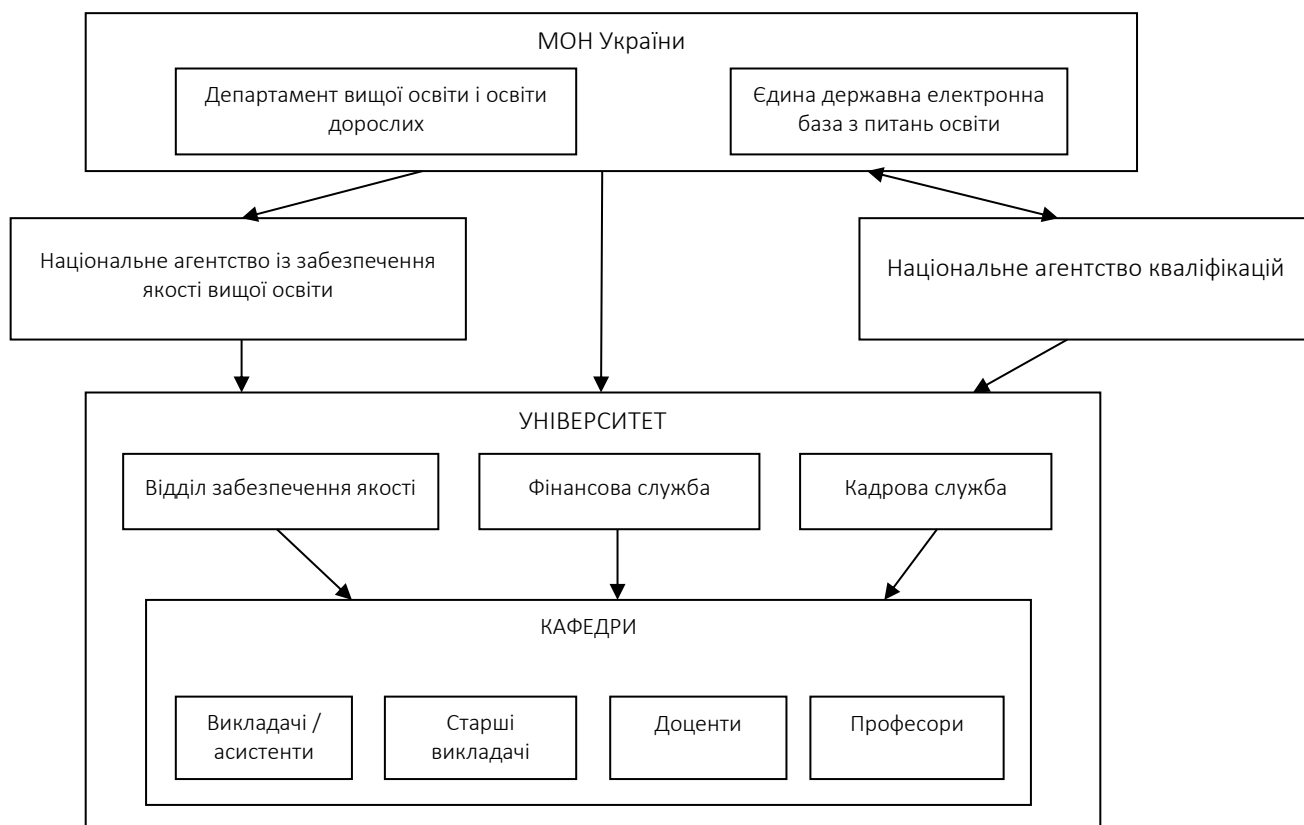 МОН України
Департамент вищої освіти і освіти
дорослих
Єдина державна електронна
база з питань освіти
Національне агентство із забезпечення
якості вищої освіти
Національне агентство кваліфікацій
УНІВЕРСИТЕТ
Відділ забезпечення якості
Фінансова служба
Кадрова служба
КАФЕДРИ
Викладачі /
асистенти
Старші
викладачі
Доценти
Професори